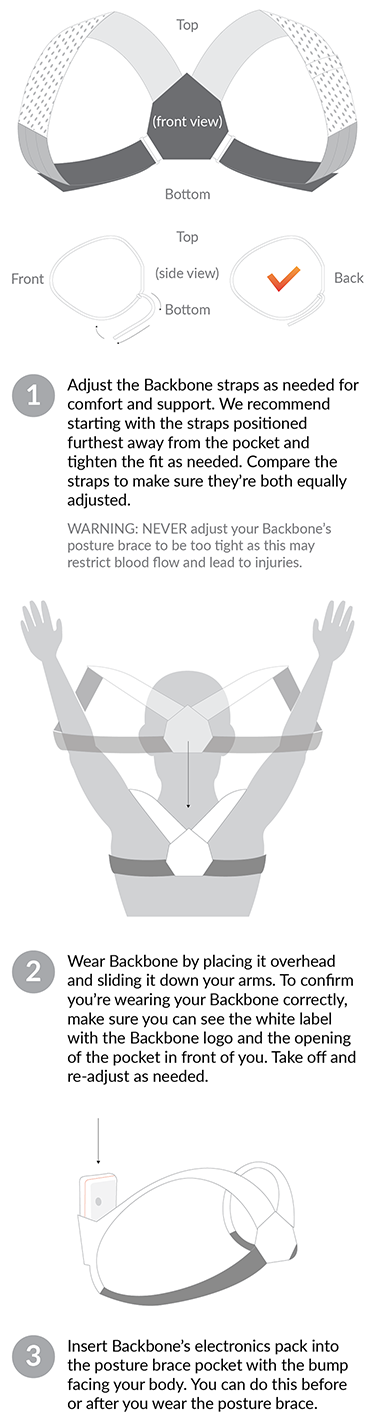 Top
(front view)
Bottom
Top
Front
(side view)
Back
Bottom
1
Adjust the Backbone straps as needed for
comfort and support. We recommend
starting with the straps positioned
furthest away from the pocket and
tighten the fit as needed. Compare the
straps to make sure they're both equally
adjusted.
WARNING: NEVER adjust your Backbone's
posture brace to be too tight as this may
restrict blood flow and lead to injuries.
2
Wear Backbone by placing it overhead
and sliding it down your arms. To confirm
you're wearing your Backbone correctly,
make sure you can see the white label
with the Backbone logo and the opening
of the pocket in front of you. Take off and
re-adjust as needed.
3
Insert Backbone's electronics pack into
the posture brace pocket with the bump
facing your body. You can do this before
or after you wear the posture brace.